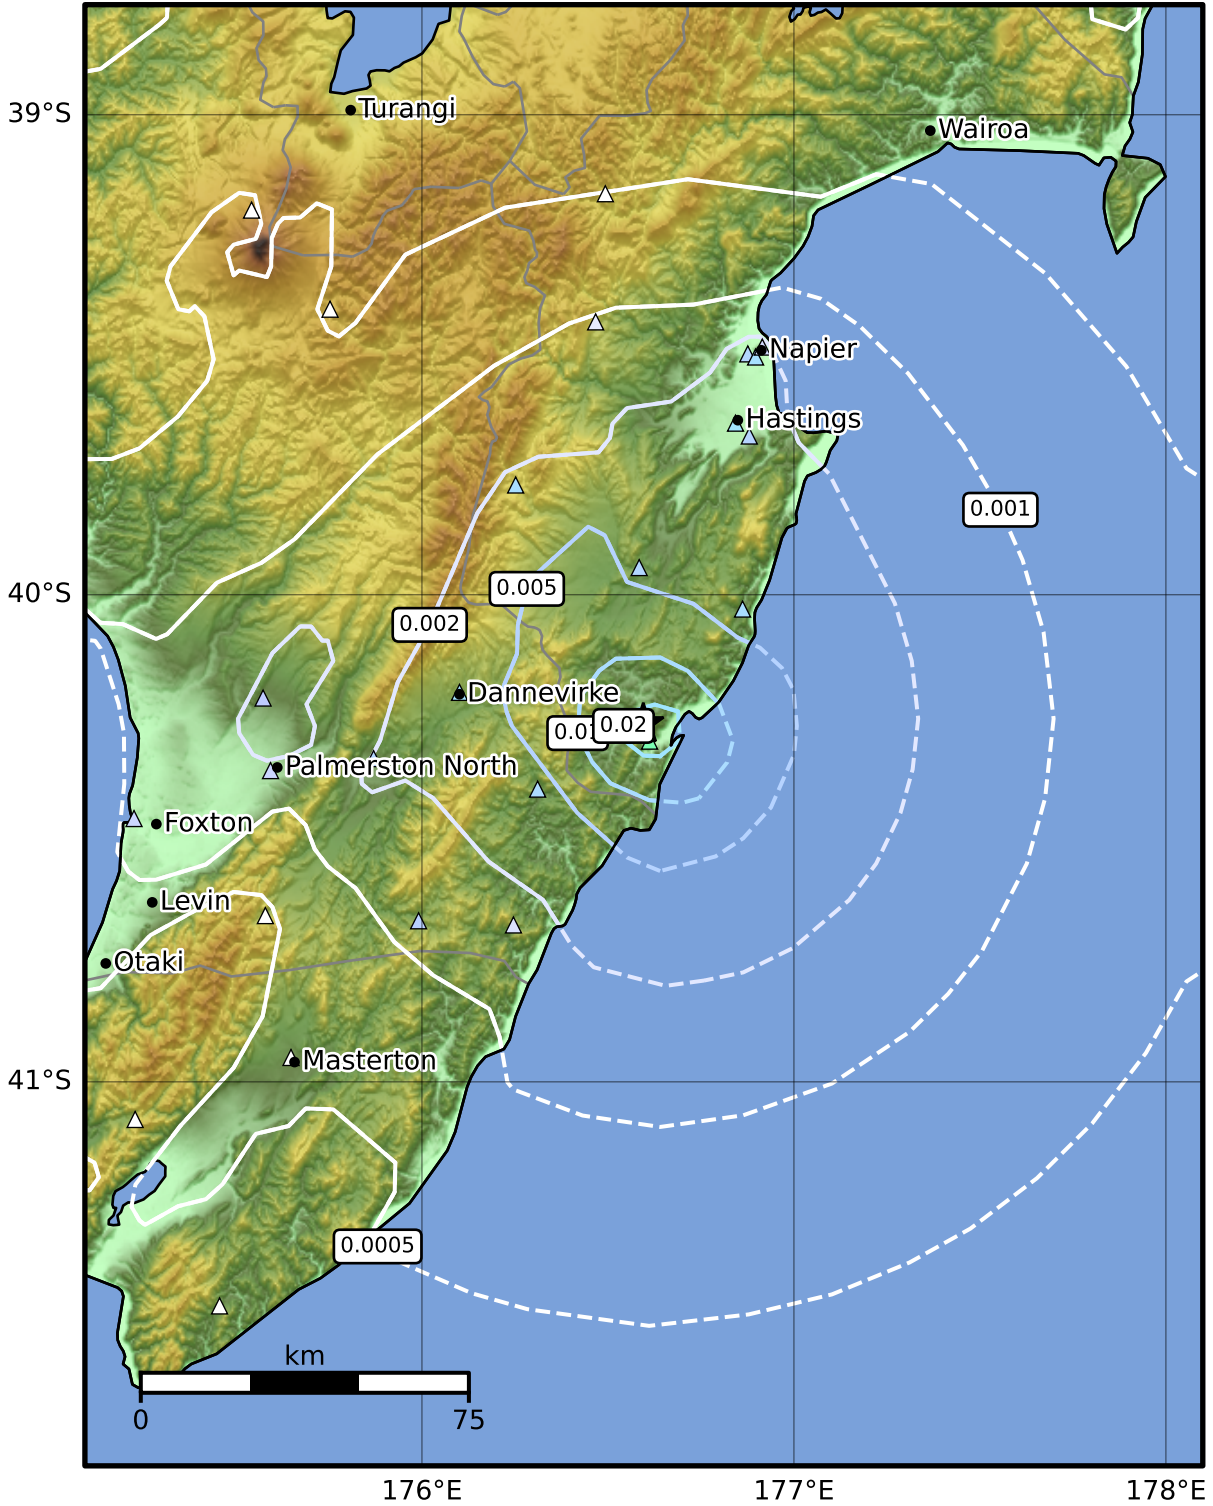 39°S
Turangi
Wairoa
Napier
Hastings
0.001
40°S
0.005
0.002
Dannevirke
0.02
Palmerston North
Foxton
Levin
Otaki
41°S
Masterton
0.0005
km
0
75
176°E
177°E
178°E